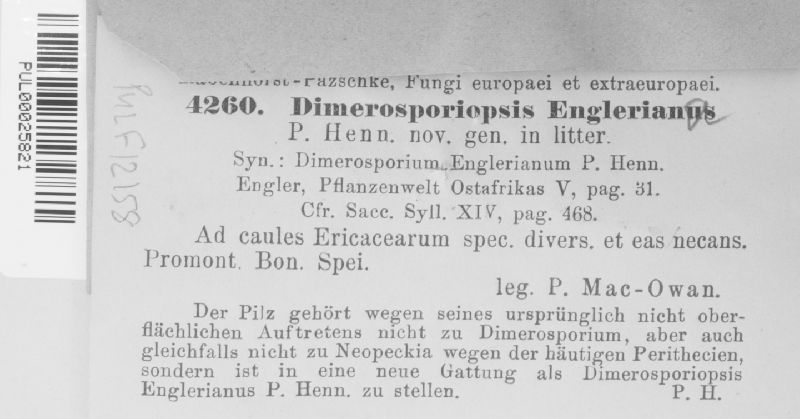 PUL00025821
Fungi europaei et extraeuropaei.
4260. Dimerosporiopsis Englerianus
P. Henn. nov. gen. in litter.
Syn.: Dimerosporium Englerianum P. Henn.
Engler, Pflanzenwelt Ostafrikas V, pag. 31.
Cfr. Sacc. Syll. XIV, pag. 468.
Ad caules Ericacearum spec. divers. et eas necans.
Promont. Bon. Spei.
leg. P. Mac-Owan.
Der Pilz gehört wegen seines ursprünglich nicht ober-
flächlichen Auftretens nicht zu Dimerosporium, aber auch
gleichfalls nicht zu Neopeckia wegen der häutigen Perithecien,
sondern ist in eine neue Gattung als Dimerosporiopsis
Englerianus P. Henn. zu stellen. P. H.